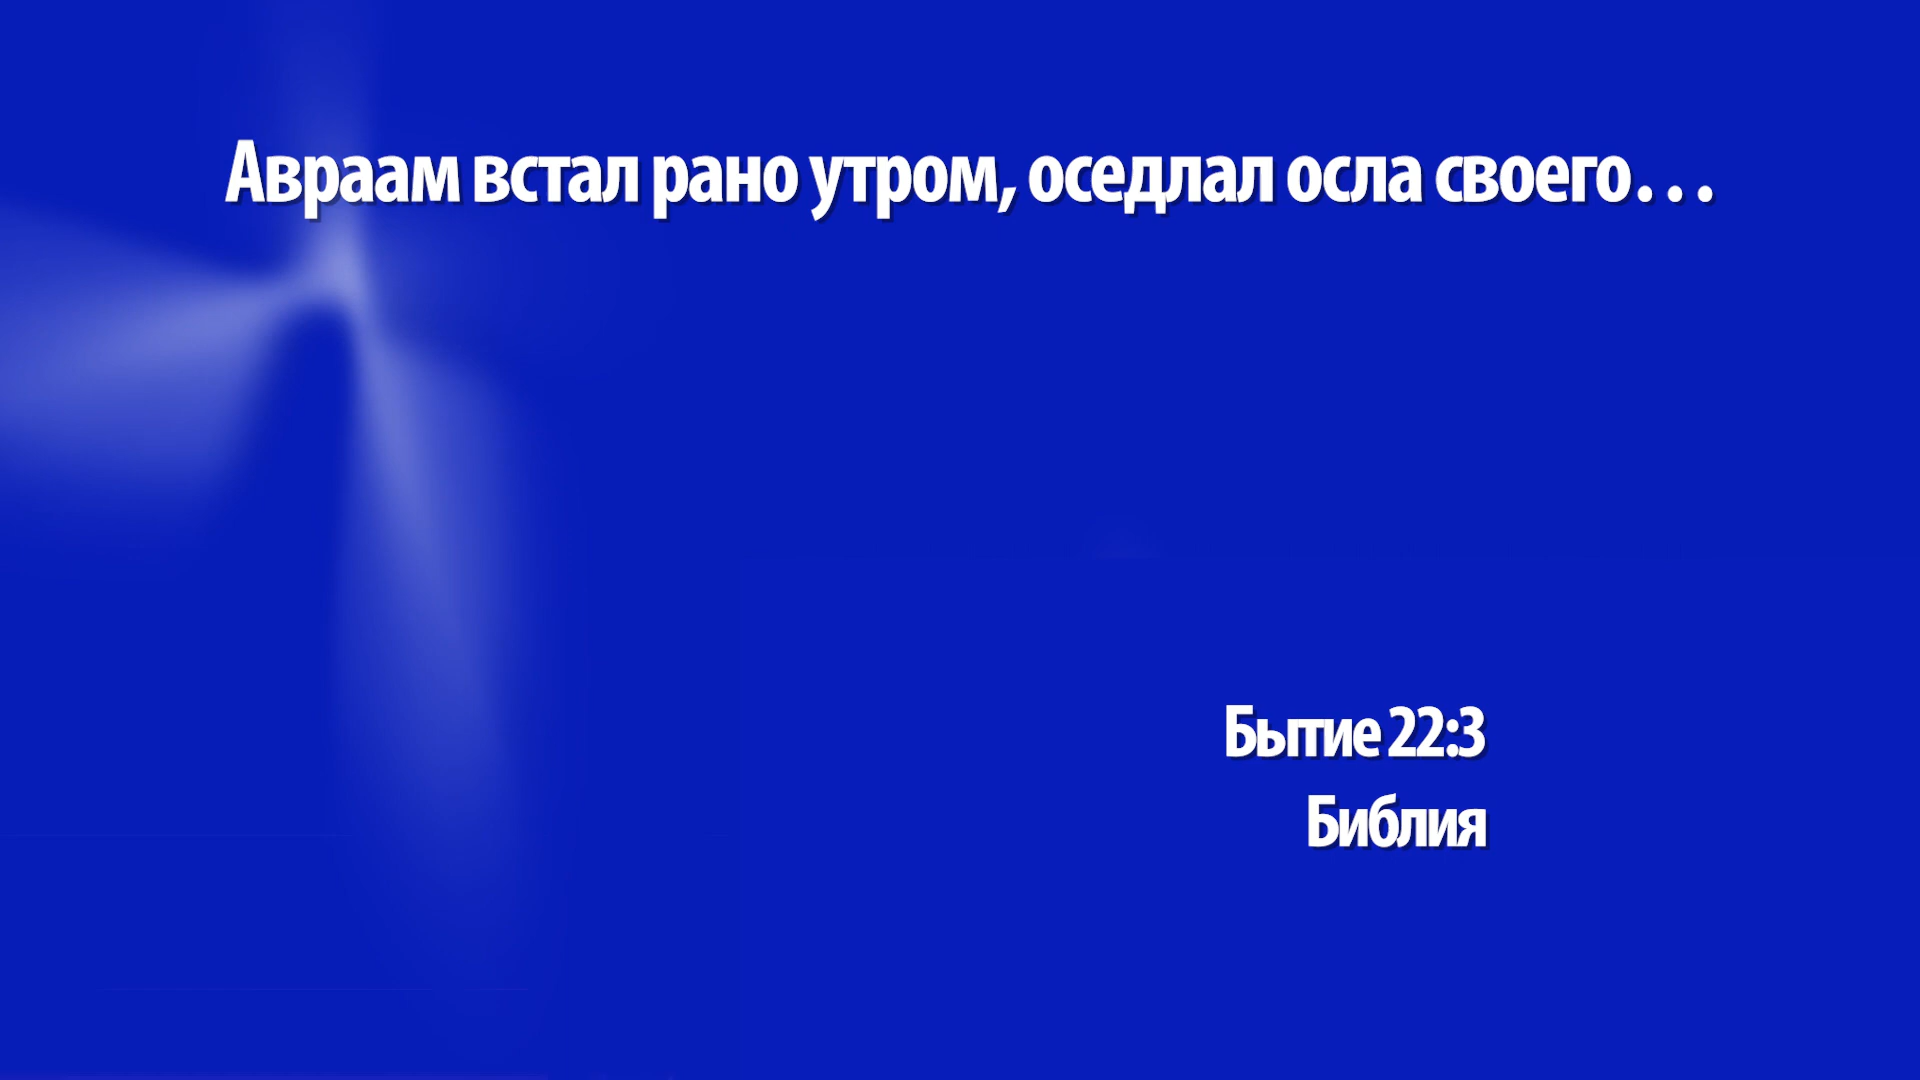 Авраам встал рано утром, оседлал осла своего…
Бытие 22:3
Библия